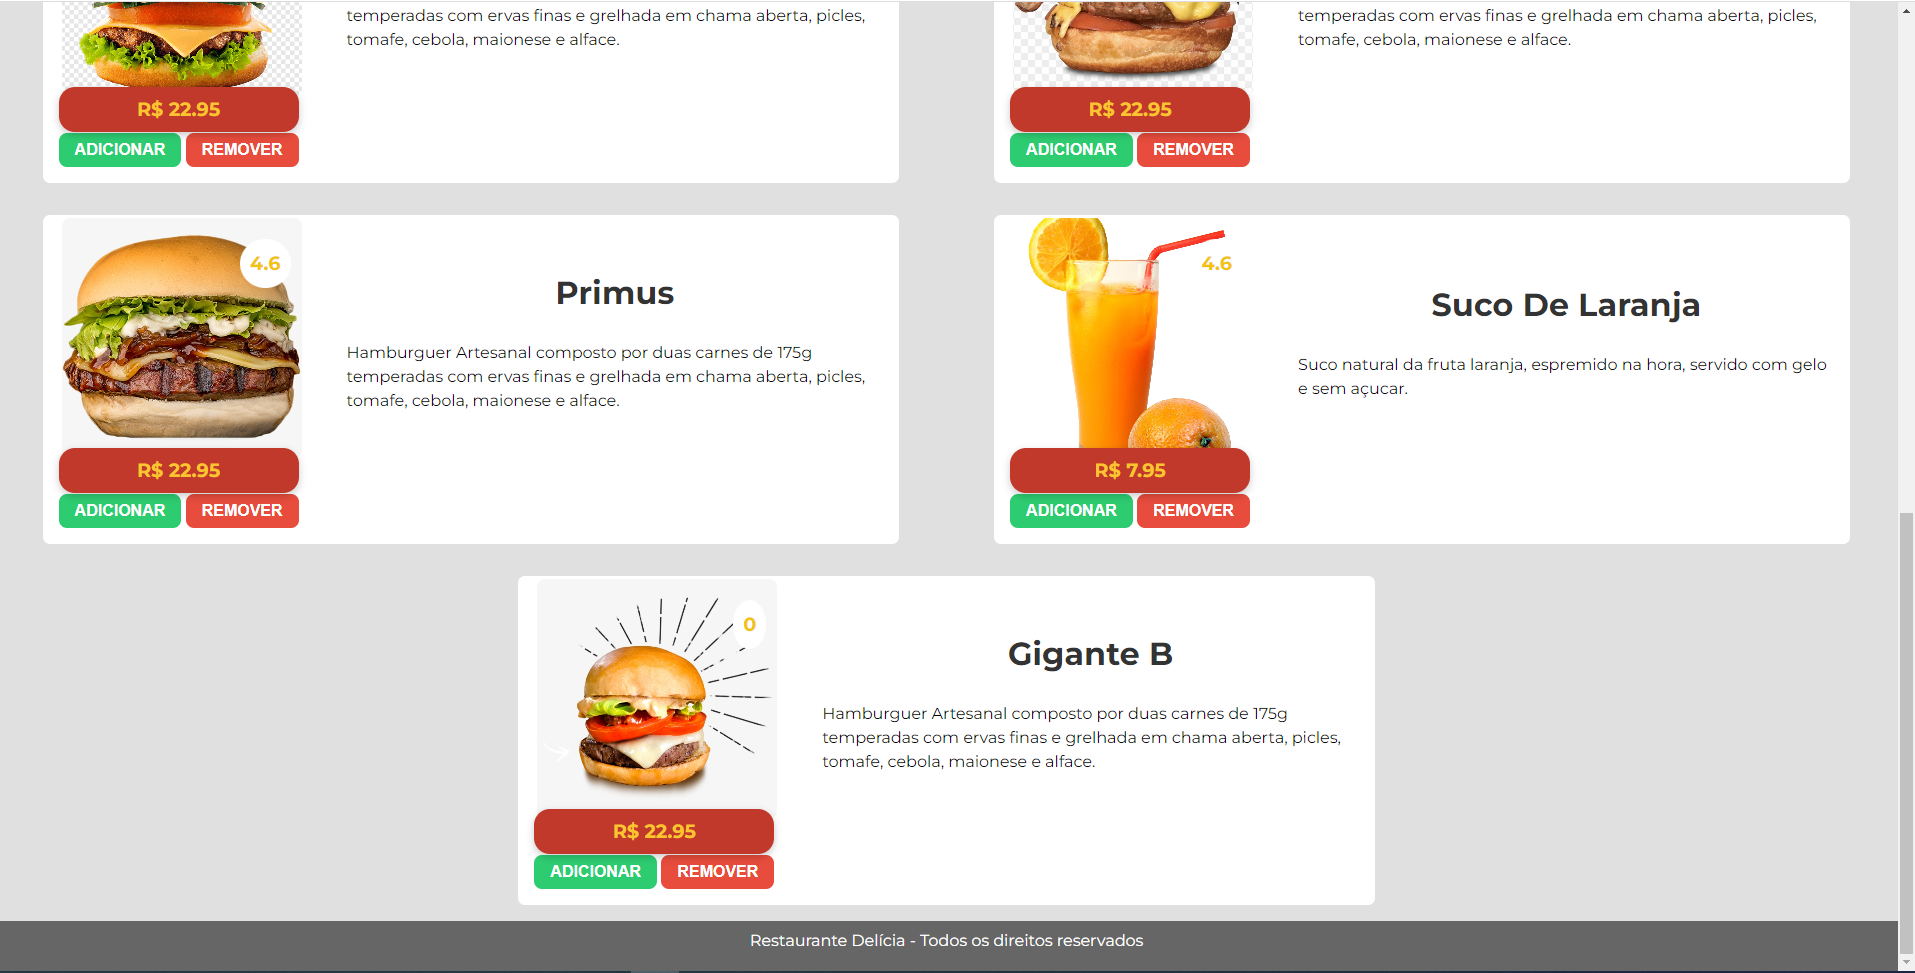 temperadas com ervas finas e grelhada em chama aberta, picles,
tomafe, cebola, maionese e alface.
R$ 22.95
ADICIONAR REMOVER
temperadas com ervas finas e grelhada em chama aberta, picles,
tomafe, cebola, maionese e alface.
R$ 22.95
ADICIONAR REMOVER
4.6
Primus
Hamburguer Artesanal composto por duas carnes de 175g
temperadas com ervas finas e grelhada em chama aberta, picles,
tomafe, cebola, maionese e alface.
R$ 22.95
ADICIONAR REMOVER
4.6
Suco De Laranja
Suco natural da fruta laranja, espremido na hora, servido com gelo
e sem açucar.
R$ 7.95
ADICIONAR REMOVER
0
Gigante B
Hamburguer Artesanal composto por duas carnes de 175g
temperadas com ervas finas e grelhada em chama aberta, picles,
tomafe, cebola, maionese e alface.
R$ 22.95
ADICIONAR REMOVER
Restaurante Delícia - Todos os direitos reservados